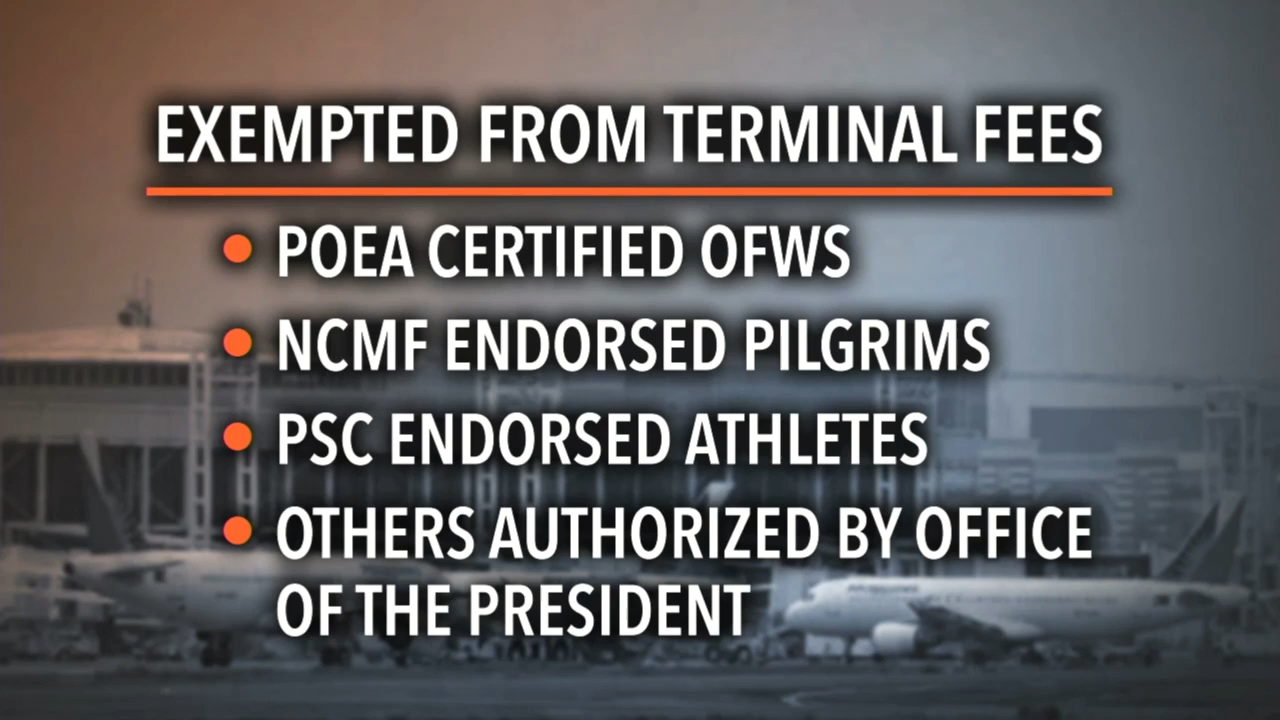 EXEMPTED FROM TERMINAL FEES
POEA CERTIFIED OFWS
NCMF ENDORSED PILGRIMS
PSC ENDORSED ATHLETES
OTHERS AUTHORIZED BY OFFICE
OF THE PRESIDENT